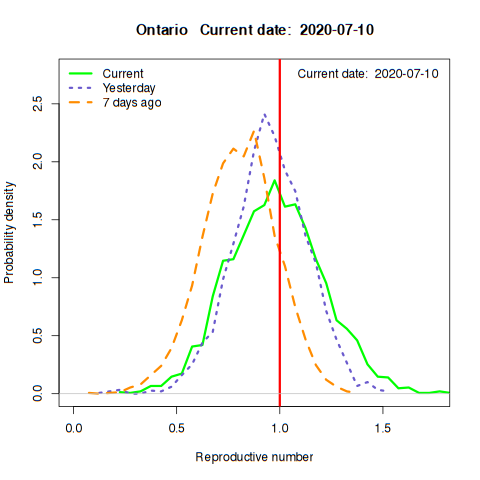 Ontario Current date: 2020-07-10
Current date: 2020-07-10
Current
Yesterday
7 days ago
Probability density
2.5
2.0
1.5
1.0
0.5
0.0
0.0 0.5 1.0 1.5
Reproductive number